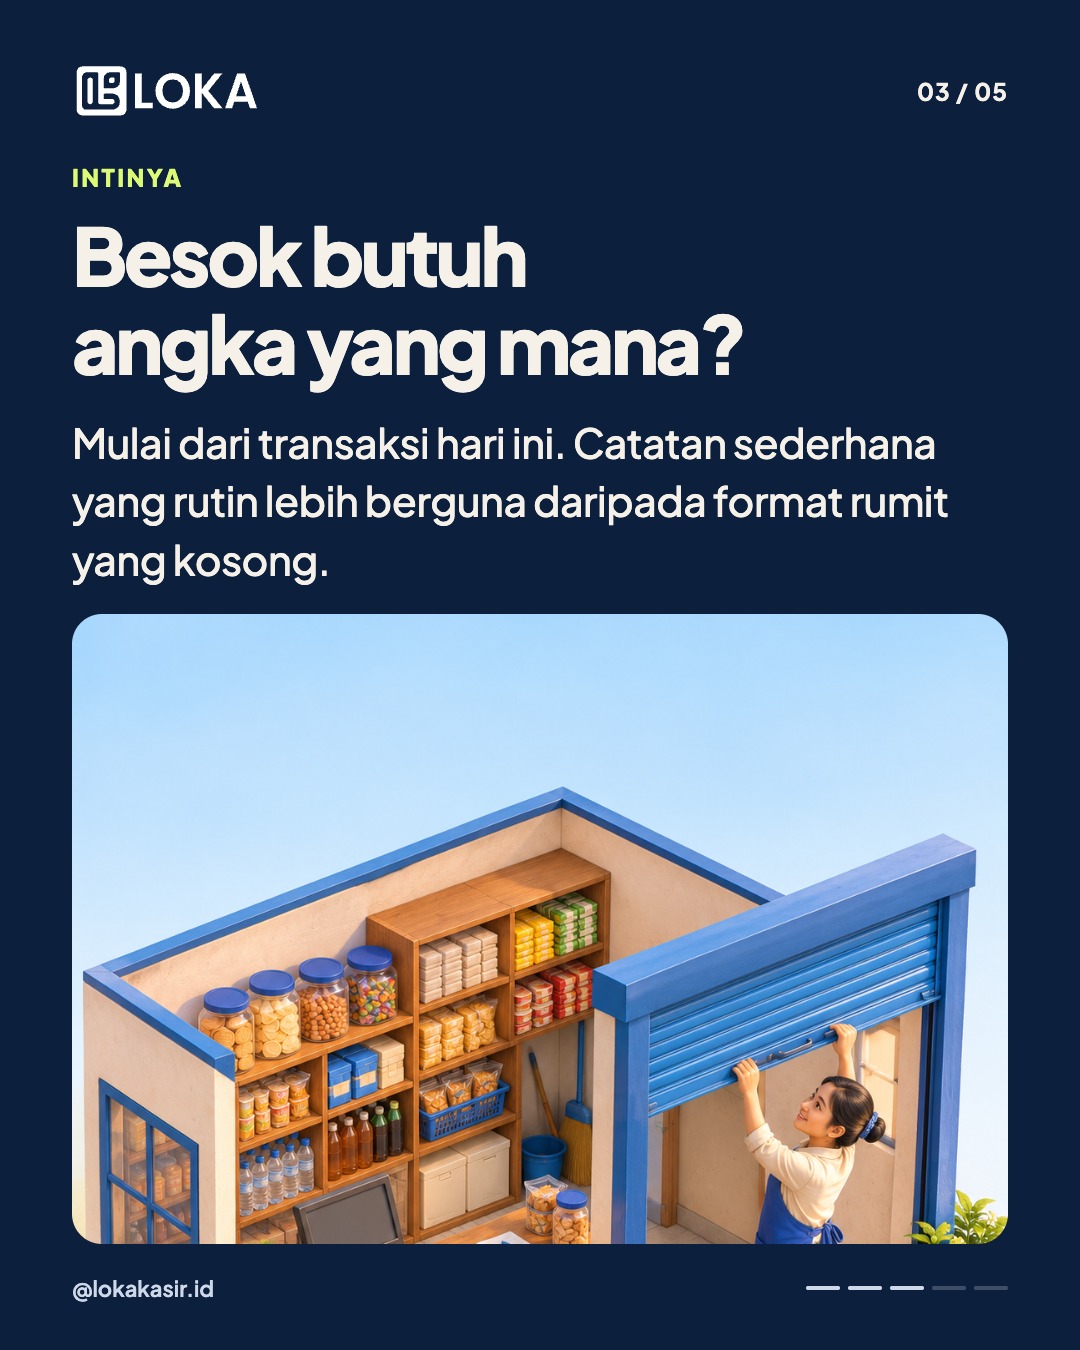 LOKA
03 / 05
INTINYA
Besok butuh
angka yang mana?
Mulai dari transaksi hari ini. Catatan sederhana
yang rutin lebih berguna daripada format rumit
yang kosong.
@lokakasir.id